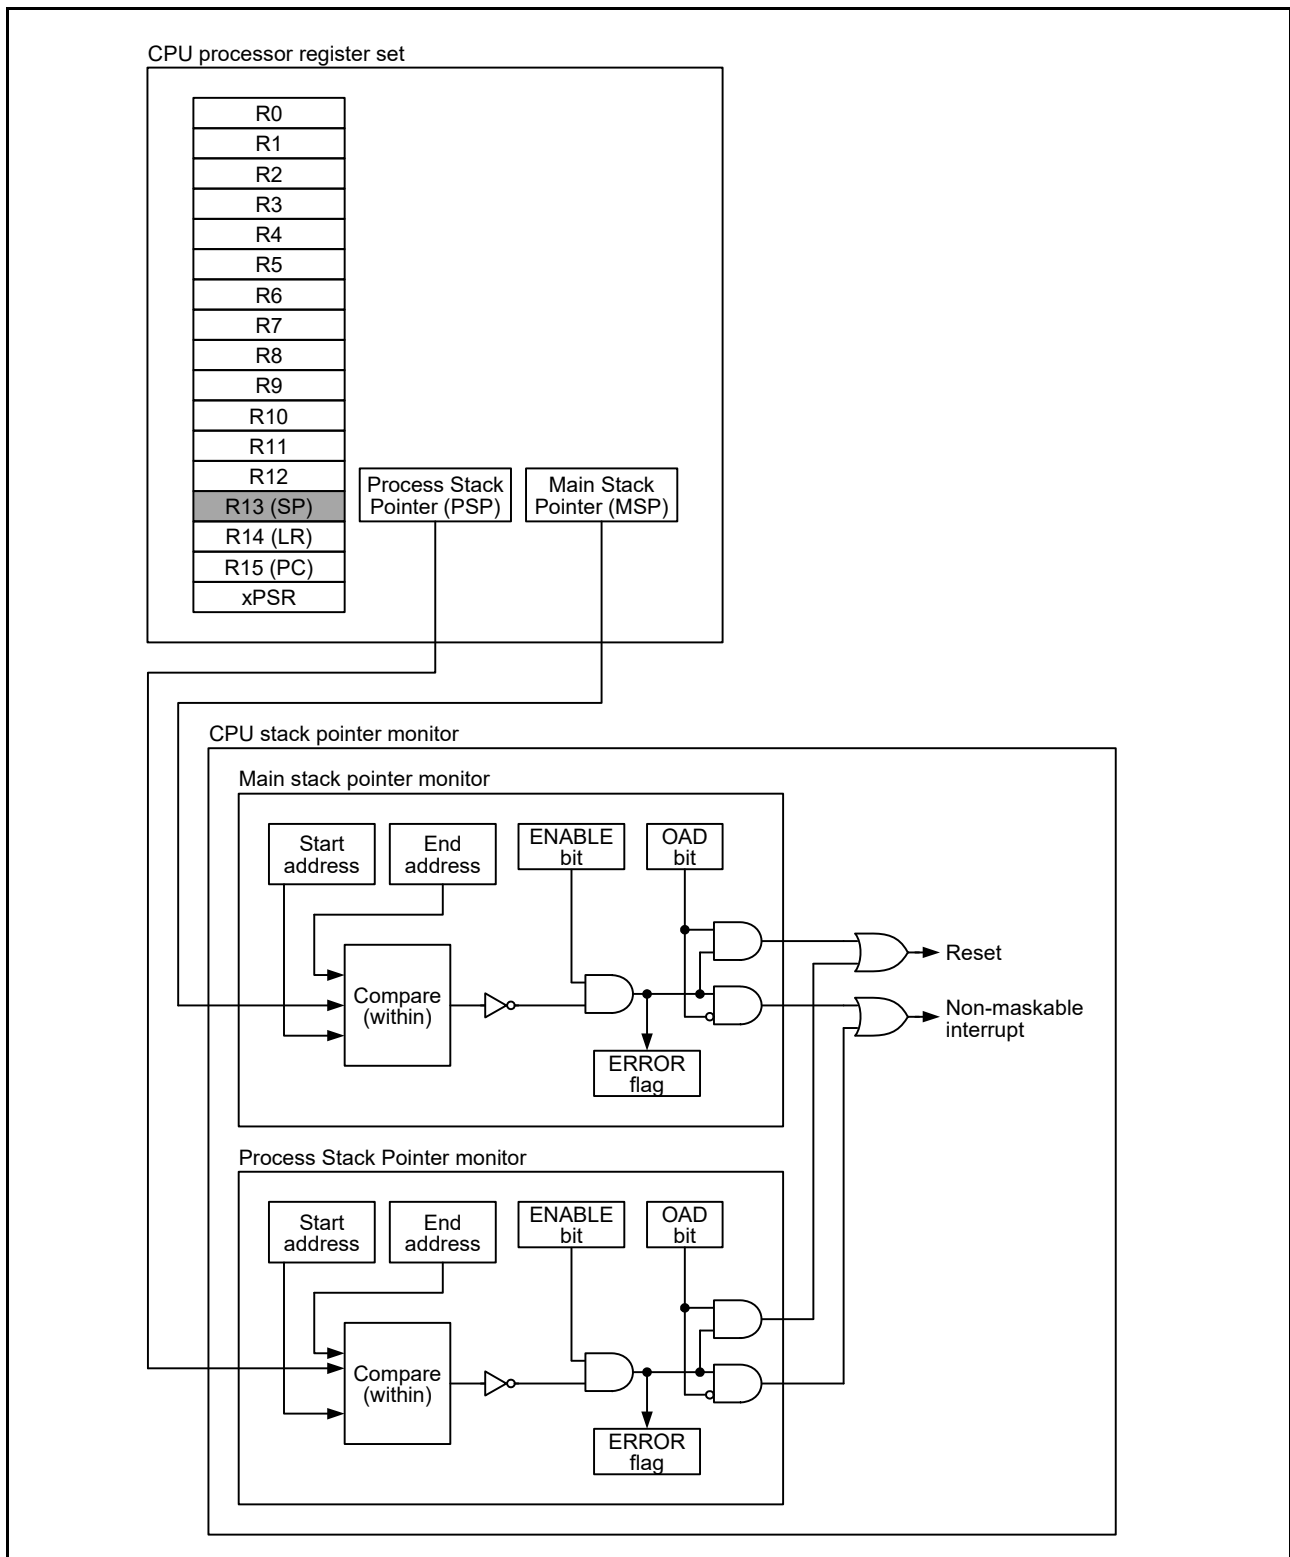 CPU processor register set
R0
R1
R2
R3
R4
R5
R6
R7
R8
R9
R10
R11
R12
R13 (SP)
R14 (LR)
R15 (PC)
xPSR
Process Stack
Pointer (PSP)
Main Stack
Pointer (MSP)
CPU stack pointer monitor
Main stack pointer monitor
Start
address
End
address
ENABLE
bit
OAD
bit
Compare
(within)
ERROR
flag
Reset
Non-maskable
interrupt
Process Stack Pointer monitor
Start
address
End
address
ENABLE
bit
OAD
bit
Compare
(within)
ERROR
flag